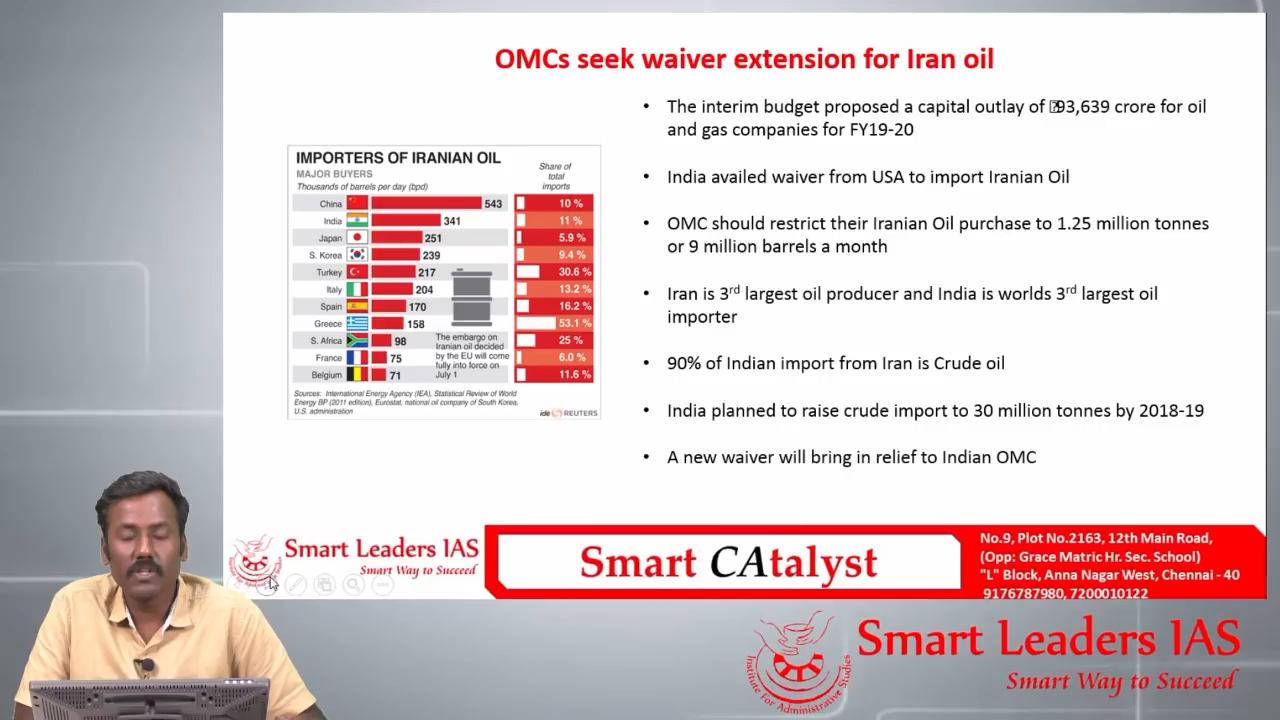 OMCs seek waiver extension for Iran oil
IMPORTERS OF IRANIAN OIL
MAJOR BUYERS
Thousands of barrels per day (bpd)
Share of
total
imports
China 543 10 %
India 341 11 %
Japan 251 5.9 %
S. Korea 239 9.4 %
Turkey 217 30.6 %
Italy 204 13.2 %
Spain 170 16.2 %
Greece 158 53.1 %
S. Africa 98 25 %
France 75 6.0 %
Belgium 71 11.6 %
The embargo on
Iranian oil decided
by the EU will come
fully into force on
July 1
Sources: International Energy Agency (IEA), Statistical Review of World
Energy BP (2011 edition), Eurostat, national oil company of South Korea,
U.S. administration
ide REUTERS
• The interim budget proposed a capital outlay of 93,639 crore for oil
and gas companies for FY19-20
• India availed waiver from USA to import Iranian Oil
• OMC should restrict their Iranian Oil purchase to 1.25 million tonnes
or 9 million barrels a month
• Iran is 3rd largest oil producer and India is worlds 3rd largest oil
importer
• 90% of Indian import from Iran is Crude oil
• India planned to raise crude import to 30 million tonnes by 2018-19
• A new waiver will bring in relief to Indian OMC
Smart Leaders IAS
Smart Way to Succeed
Smart CAtalyst
No.9, Plot No.2163, 12th Main Road,
(Opp: Grace Matric Hr. Sec. School)
"L" Block, Anna Nagar West, Chennai - 40
9176787980, 7200010122
Institute For Administrative Studies
Smart Leaders IAS
Smart Way to Succeed